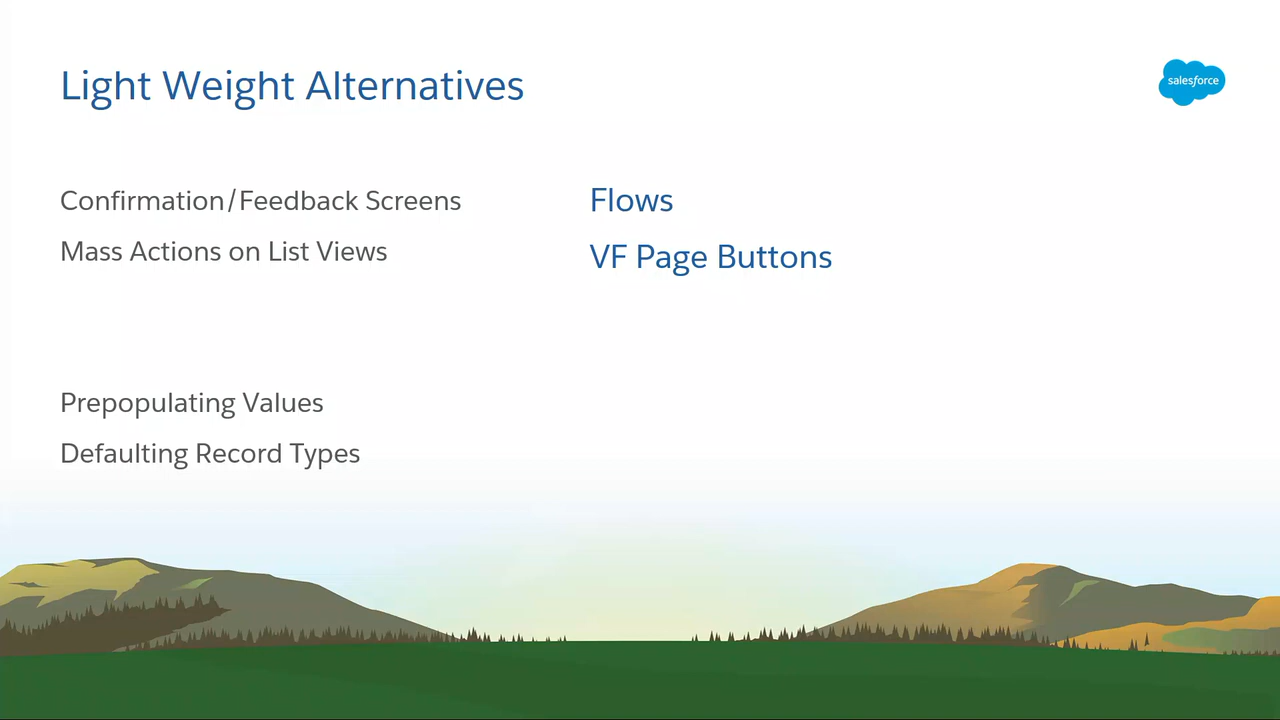 Light Weight Alternatives
salesforce
Confirmation/Feedback Screens
Mass Actions on List Views
Flows
VF Page Buttons
Prepopulating Values
Defaulting Record Types